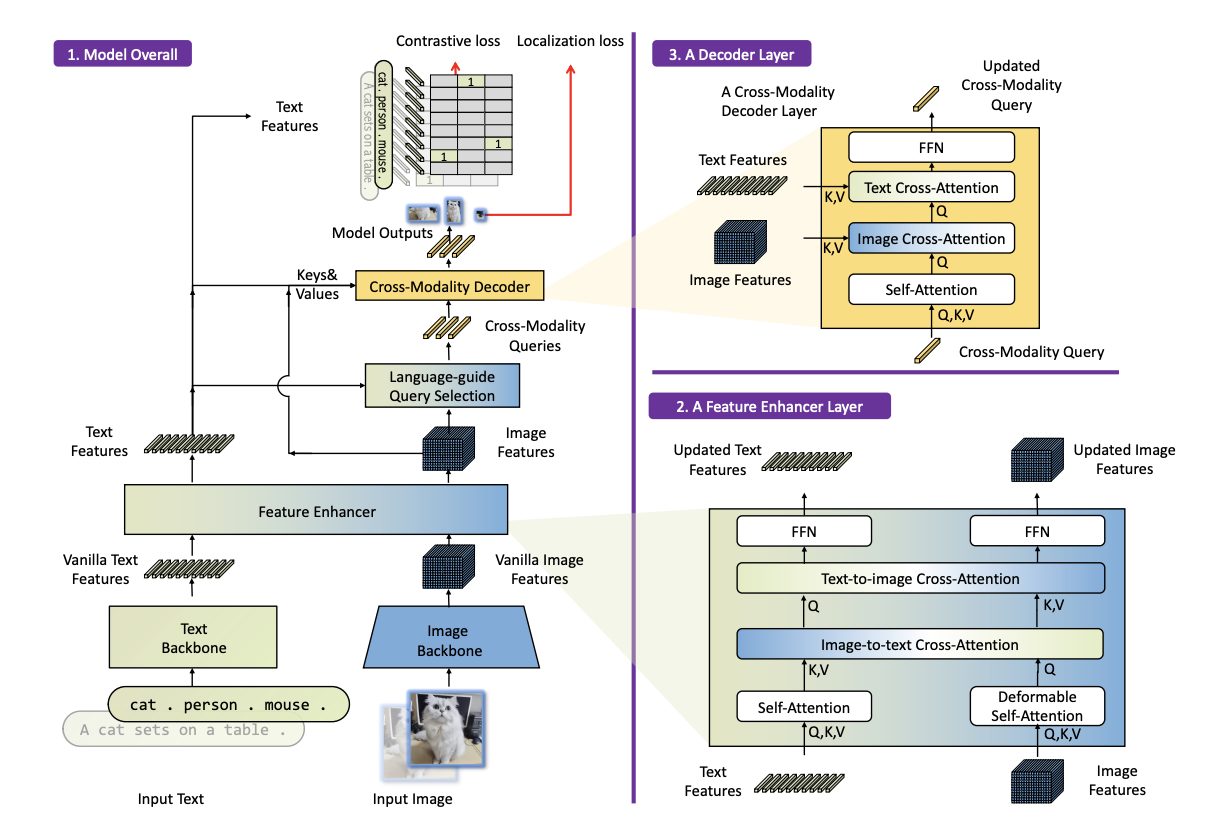 1. Model Overall
Contrastive loss
Localization loss
cat . person . mouse .
A cat sets on a table .
1
1
1
1
Text
Features
Model Outputs
Keys&
Values
Cross-Modality Decoder
Cross-Modality
Queries
Language-guide
Query Selection
Text
Features
Image
Features
Feature Enhancer
Vanilla Text
Features
Vanilla Image
Features
Text
Backbone
Image
Backbone
cat . person . mouse .
A cat sets on a table .
Input Text
Input Image
3. A Decoder Layer
A Cross-Modality
Decoder Layer
Updated
Cross-Modality
Query
FFN
Text Features
Text Cross-Attention
K,V
Q
Image Cross-Attention
K,V
Q
Image Features
Self-Attention
Q,K,V
Cross-Modality Query
2. A Feature Enhancer Layer
Updated Text
Features
Updated Image
Features
FFN
FFN
Text-to-image Cross-Attention
Q
K,V
Image-to-text Cross-Attention
K,V
Q
Self-Attention
Deformable
Self-Attention
Q,K,V
Q,K,V
Text
Features
Image
Features